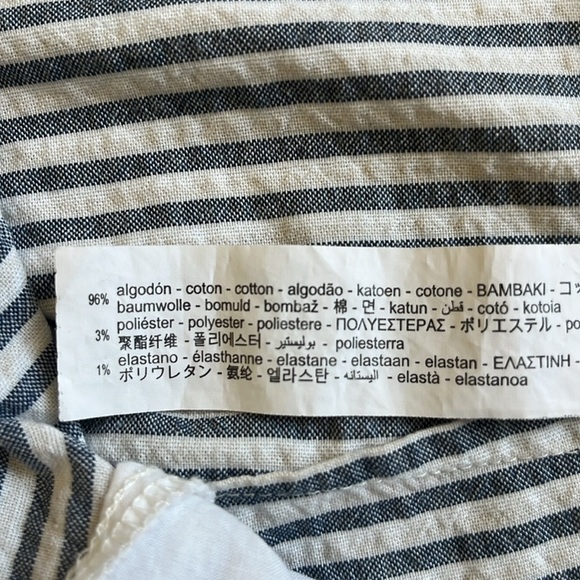 96% algodón - coton - cotton - algodão - katoen - cotone - BAMBAKI - コッ
baumwolle - bomuld - bombaž - 棉 - 면 - katun - قطن - cotó - kotoia
3% poliéster - polyester - poliestere - ΠΟΛΥΕΣΤΕΡΑΣ - ポリエステル - po
聚酯纤维 - 폴리에스터 - بوليستير - poliesterra
1% elastano - élasthanne - elastane - elastaan - elastan - ΕΛΑΣΤΙΝΗ -
ポリウレタン - 氨纶 - 엘라스탄 - اليستانه - elastà - elastanoa